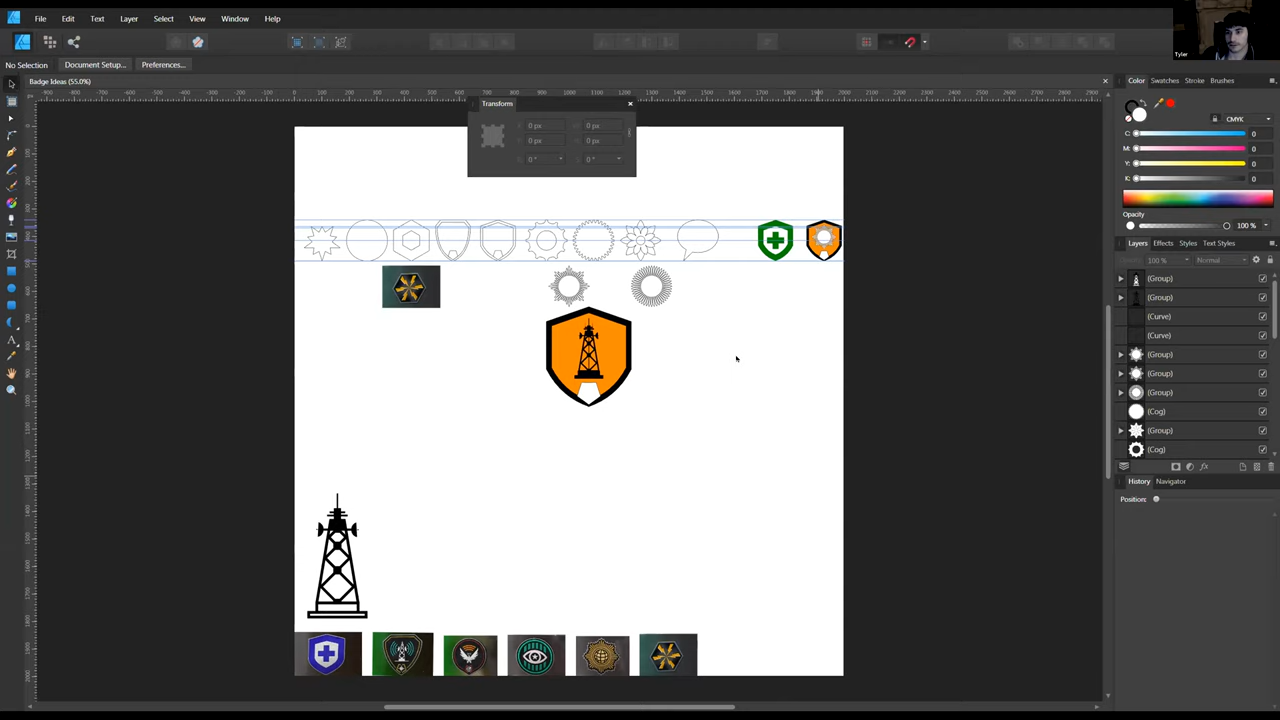 File Edit Text Layer Select View Window Help
Tyler
No Selection Document Setup... Preferences...
Badge Ideas (55.0%)
Transform
0 px 0 px
0 px 0 px
0 ° 0 °
Color Swatches Stroke Brushes
CMYK
C: 0
M: 0
Y: 0
K: 0
Opacity
100 %
Layers Effects Styles Text Styles
100 % Normal
(Group)
(Group)
(Curve)
(Curve)
(Group)
(Group)
(Group)
(Cog)
(Group)
(Cog)
History Navigator
Position: